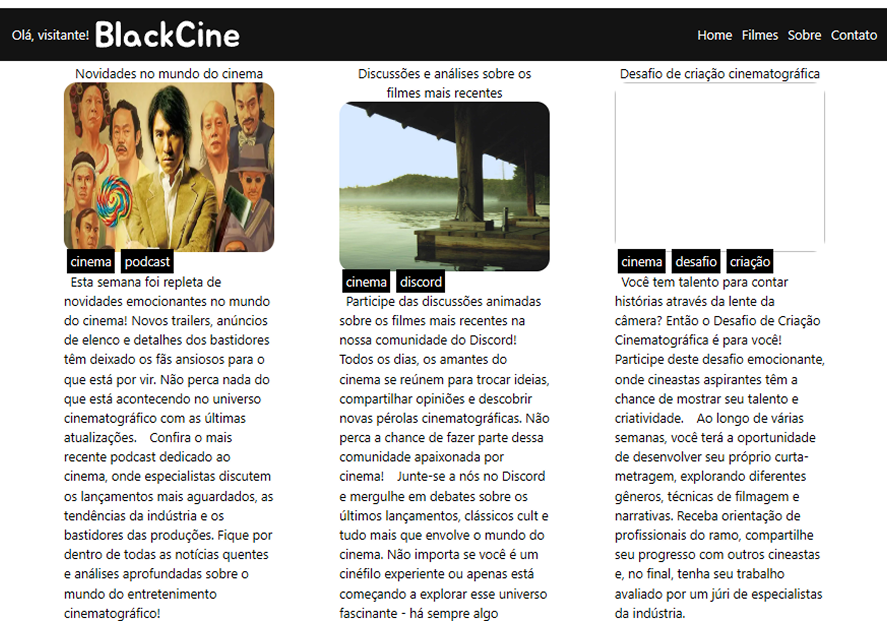 Olá, visitante! BlackCine
Home Filmes Sobre Contato
Novidades no mundo do cinema
cinema podcast
Esta semana foi repleta de
novidades emocionantes no mundo
do cinema! Novos trailers, anúncios
de elenco e detalhes dos bastidores
têm deixado os fãs ansiosos para o
que está por vir. Não perca nada do
que está acontecendo no universo
cinematográfico com as últimas
atualizações. Confira o mais
recente podcast dedicado ao
cinema, onde especialistas discutem
os lançamentos mais aguardados, as
tendências da indústria e os
bastidores das produções. Fique por
dentro de todas as notícias quentes
e análises aprofundadas sobre o
mundo do entretenimento
cinematográfico!
Discussões e análises sobre os
filmes mais recentes
cinema discord
Participe das discussões animadas
sobre os filmes mais recentes na
nossa comunidade do Discord!
Todos os dias, os amantes do
cinema se reúnem para trocar ideias,
compartilhar opiniões e descobrir
novas pérolas cinematográficas. Não
perca a chance de fazer parte dessa
comunidade apaixonada por
cinema! Junte-se a nós no Discord
e mergulhe em debates sobre os
últimos lançamentos, clássicos cult e
tudo mais que envolve o mundo do
cinema. Não importa se você é um
cinéfilo experiente ou apenas está
começando a explorar esse universo
fascinante - há sempre algo
Desafio de criação cinematográfica
cinema desafio criação
Você tem talento para contar
histórias através da lente da
câmera? Então o Desafio de Criação
Cinematográfica é para você!
Participe deste desafio emocionante,
onde cineastas aspirantes têm a
chance de mostrar seu talento e
criatividade. Ao longo de várias
semanas, você terá a oportunidade
de desenvolver seu próprio curta-
metragem, explorando diferentes
gêneros, técnicas de filmagem e
narrativas. Receba orientação de
profissionais do ramo, compartilhe
seu progresso com outros cineastas
e, no final, tenha seu trabalho
avaliado por um júri de especialistas
da indústria.